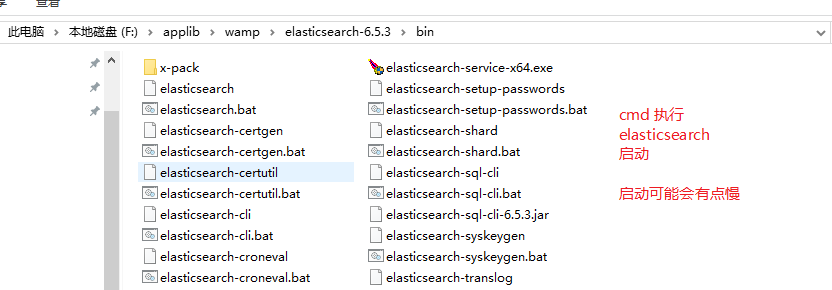 查看
此电脑 > 本地磁盘 (F:) > applib > wamp > elasticsearch-6.5.3 > bin
x-pack
elasticsearch
elasticsearch.bat
elasticsearch-certgen
elasticsearch-certgen.bat
elasticsearch-certutil
elasticsearch-certutil.bat
elasticsearch-cli
elasticsearch-cli.bat
elasticsearch-croneval
elasticsearch-croneval.bat
elasticsearch-service-x64.exe
elasticsearch-setup-passwords
elasticsearch-setup-passwords.bat
elasticsearch-shard
elasticsearch-shard.bat
elasticsearch-sql-cli
elasticsearch-sql-cli.bat
elasticsearch-sql-cli-6.5.3.jar
elasticsearch-syskeygen
elasticsearch-syskeygen.bat
elasticsearch-translog
cmd 执行
elasticsearch
启动
启动可能会有点慢